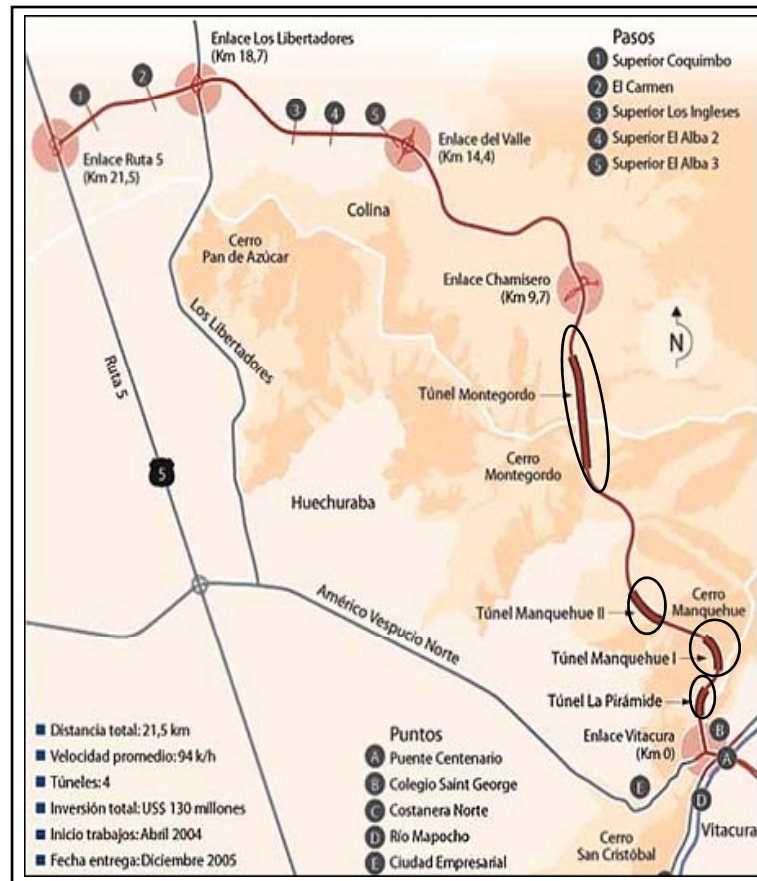 Enlace Los Libertadores
(Km 18,7)
Pasos
1 Superior Coquimbo
2 El Carmen
3 Superior Los Ingleses
4 Superior El Alba 2
5 Superior El Alba 3
1
2
3
4
5
Enlace Ruta 5
(Km 21,5)
Enlace del Valle
(Km 14,4)
Colina
Cerro
Pan de Azúcar
Enlace Chamisero
(Km 9,7)
Los Libertadores
Ruta 5
N
Túnel Montegordo
Cerro
Montegordo
5
Huechuraba
Américo Vespucio Norte
Túnel Manquehue II
Cerro
Manquehue
Túnel Manquehue I
Túnel La Pirámide
Enlace Vitacura
(Km 0)
B
A
E
D
Vitacura
Cerro
San Cristóbal
Distancia total: 21,5 km
Velocidad promedio: 94 k/h
Túneles: 4
Inversión total: US$ 130 millones
Inicio trabajos: Abril 2004
Fecha entrega: Diciembre 2005
Puntos
A Puente Centenario
B Colegio Saint George
C Costanera Norte
D Río Mapocho
E Ciudad Empresarial